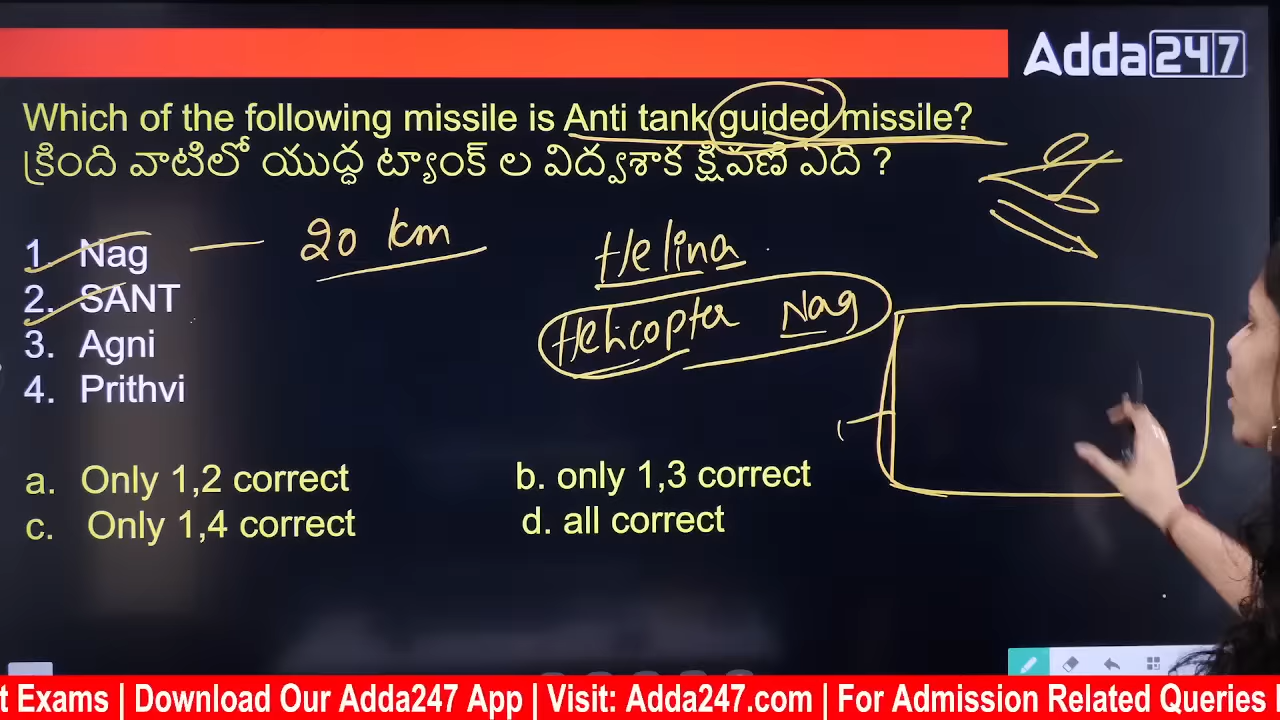 Adda247
Which of the following missile is Anti tank guided missile?
క్రింది వాటిలో యుద్ధ ట్యాంక్ ల విధ్వశాక క్షిపణి ఏది ?
1. Nag — 20 km
Helina
2. SANT
Helicopter Nag
3. Agni
4. Prithvi
a. Only 1,2 correct
b. only 1,3 correct
c. Only 1,4 correct
d. all correct
t Exams | Download Our Adda247 App | Visit: Adda247.com | For Admission Related Queries